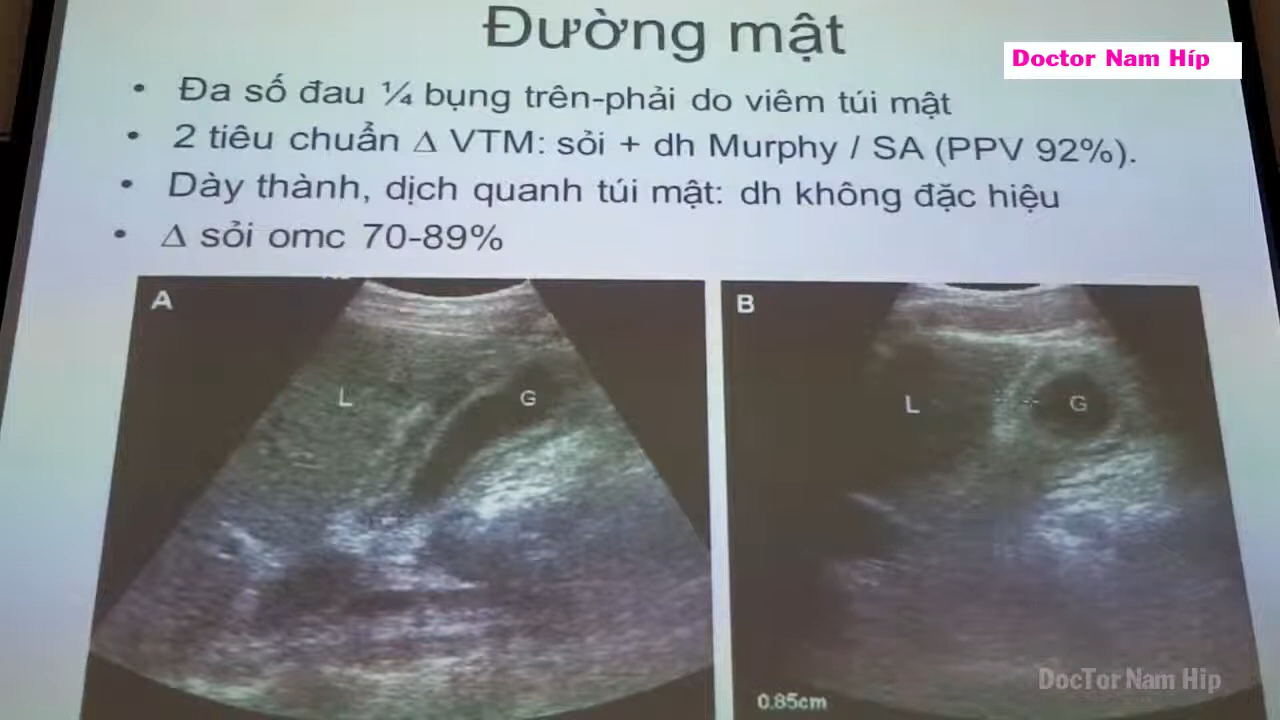 Đường mật
Doctor Nam Híp
• Đa số đau ¼ bụng trên-phải do viêm túi mật
• 2 tiêu chuẩn Δ VTM: sỏi + dh Murphy / SA (PPV 92%).
• Dày thành, dịch quanh túi mật: dh không đặc hiệu
• Δ sỏi omc 70-89%
A
B
L
G
L
G
0.85cm
DocTor Nam Hip